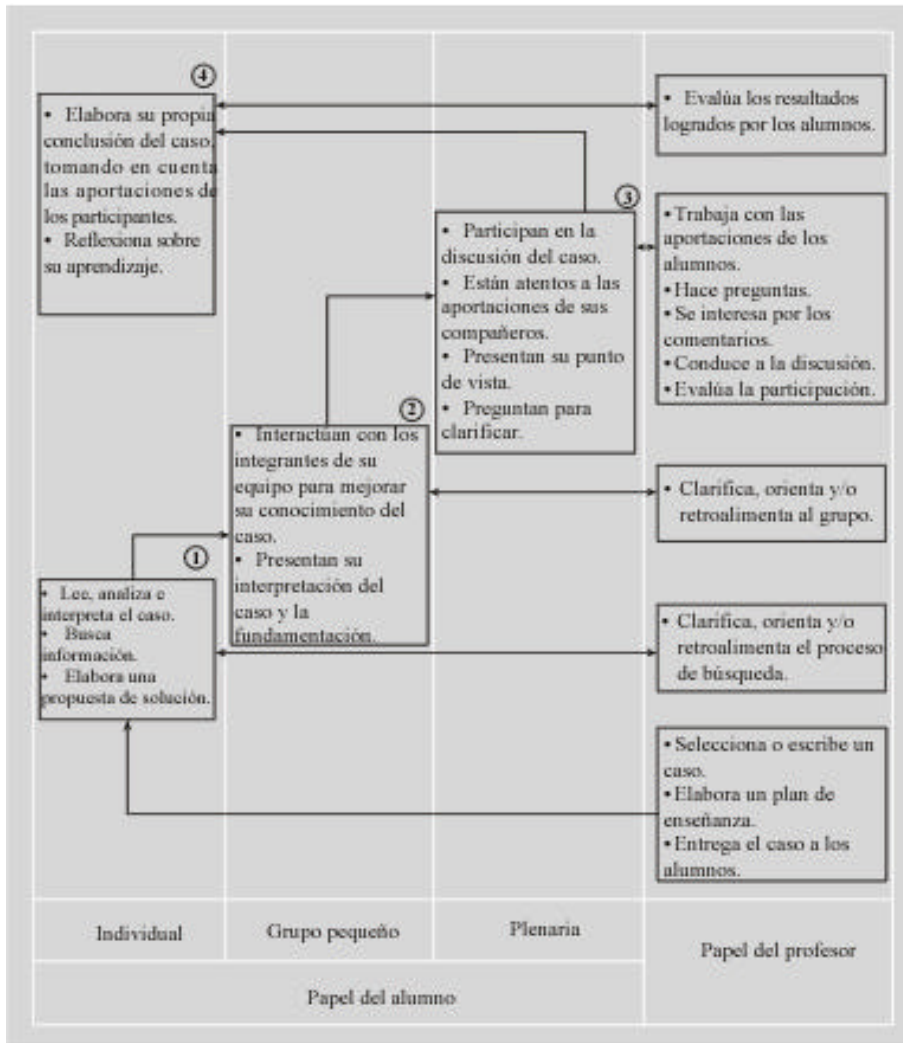 ④
• Elabora su propia
conclusión del caso,
tomando en cuenta
las aportaciones de
los participantes.
• Reflexiona sobre
su aprendizaje.
• Evalúa los resultados
logrados por los alumnos.
③
• Participan en la
discusión del caso.
• Están atentos a las
aportaciones de sus
compañeros.
• Presentan su punto
de vista.
• Preguntan para
clarificar.
• Trabaja con las
aportaciones de los
alumnos.
• Hace preguntas.
• Se interesa por los
comentarios.
• Conduce a la discusión.
• Evalúa la participación.
②
• Interactúan con los
integrantes de su
equipo para mejorar
su conocimiento del
caso.
• Presentan su
interpretación del
caso y la
fundamentación.
• Clarifica, orienta y/o
retroalimenta al grupo.
①
• Lee, analiza e
interpreta el caso.
• Busca
información.
• Elabora una
propuesta de solución.
• Clarifica, orienta y/o
retroalimenta el proceso
de búsqueda.
• Selecciona o escribe un
caso.
• Elabora un plan de
enseñanza.
• Entrega el caso a los
alumnos.
Individual
Grupo pequeño
Plenaria
Papel del profesor
Papel del alumno